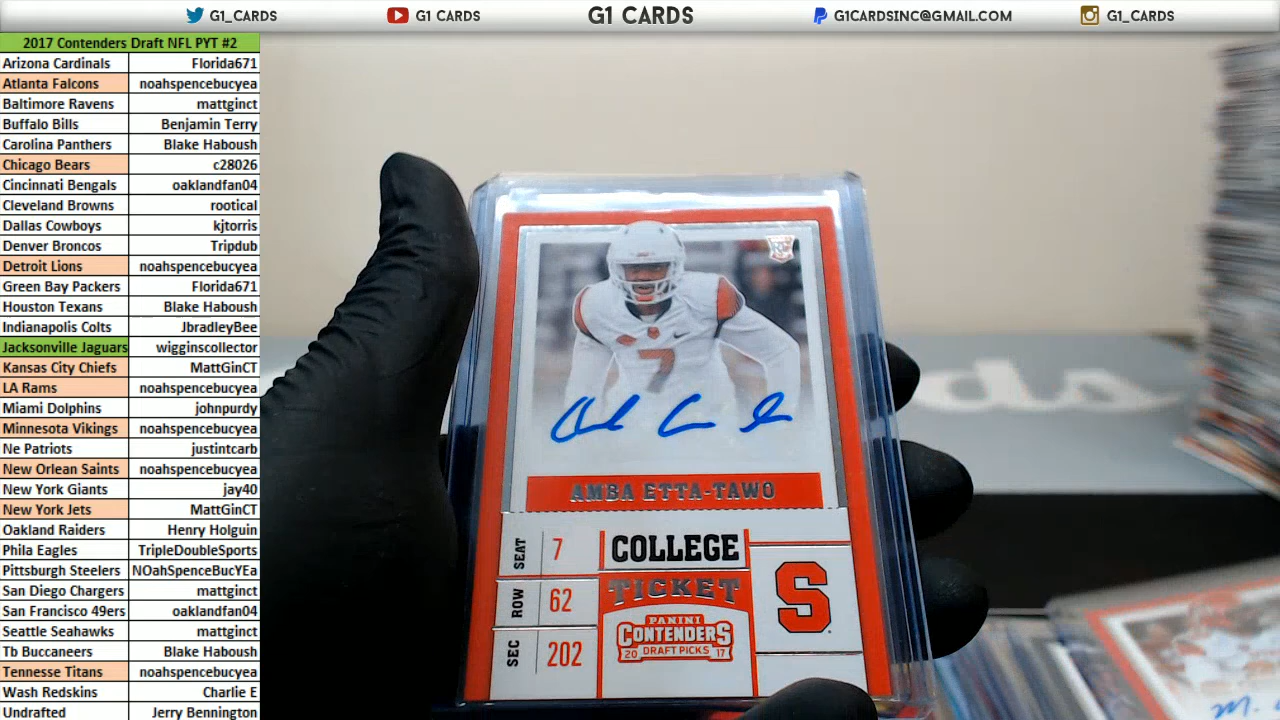 G1_CARDS
G1 CARDS
G1 CARDS
G1CARDSINC@GMAIL.COM
G1_CARDS
2017 Contenders Draft NFL PYT #2
Arizona Cardinals Florida671
Atlanta Falcons noahspencebucyea
Baltimore Ravens mattginct
Buffalo Bills Benjamin Terry
Carolina Panthers Blake Haboush
Chicago Bears c28026
Cincinnati Bengals oaklandfan04
Cleveland Browns rootical
Dallas Cowboys kjtorris
Denver Broncos Tripdub
Detroit Lions noahspencebucyea
Green Bay Packers Florida671
Houston Texans Blake Haboush
Indianapolis Colts JbradleyBee
Jacksonville Jaguars wigginscollector
Kansas City Chiefs MattGinCT
LA Rams noahspencebucyea
Miami Dolphins johnpurdy
Minnesota Vikings noahspencebucyea
Ne Patriots justintcarb
New Orlean Saints noahspencebucyea
New York Giants jay40
New York Jets MattGinCT
Oakland Raiders Henry Holguin
Phila Eagles TripleDoubleSports
Pittsburgh Steelers NOahSpenceBucYEa
San Diego Chargers mattginct
San Francisco 49ers oaklandfan04
Seattle Seahawks mattginct
Tb Buccaneers Blake Haboush
Tennesse Titans noahspencebucyea
Wash Redskins Charlie E
Undrafted Jerry Bennington
7
AMBA ETTA-TAWO
SEAT 7
ROW 62
SEC 202
COLLEGE
TICKET
PANINI
CONTENDERS
20 DRAFT PICKS 17
S
ds
M.